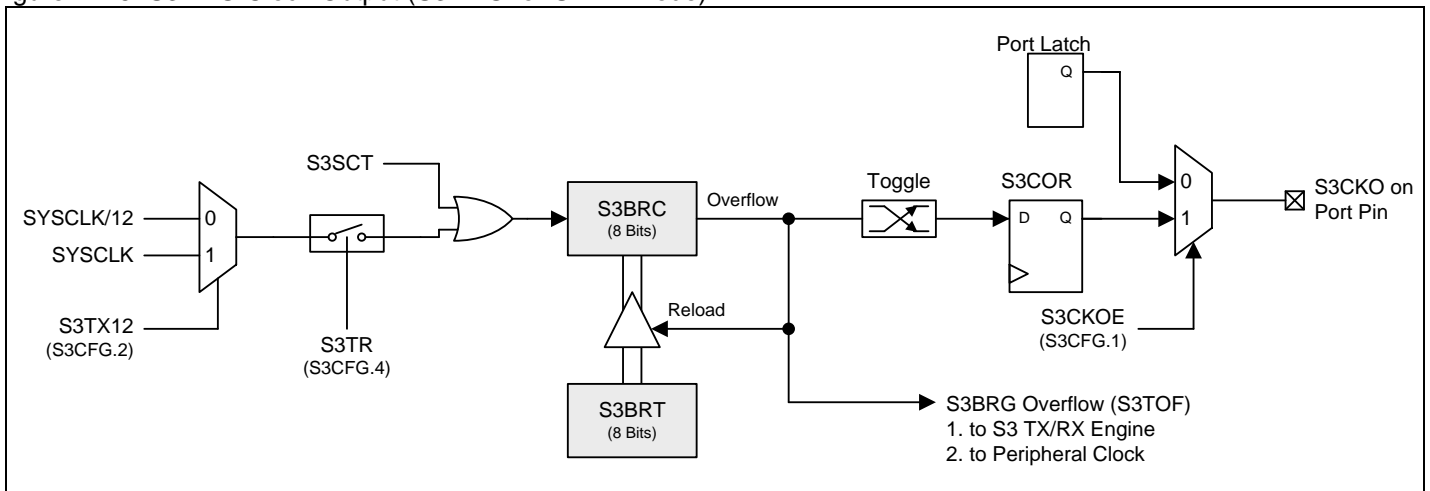 Port Latch
Q
S3SCT
Toggle
S3COR
S3CKO on
Port Pin
SYSCLK/12
0
SYSCLK
1
S3BRC
(8 Bits)
Overflow
D
Q
0
1
S3TX12
(S3CFG.2)
S3TR
(S3CFG.4)
Reload
S3CKOE
(S3CFG.1)
S3BRT
(8 Bits)
S3BRG Overflow (S3TOF)
1. to S3 TX/RX Engine
2. to Peripheral Clock